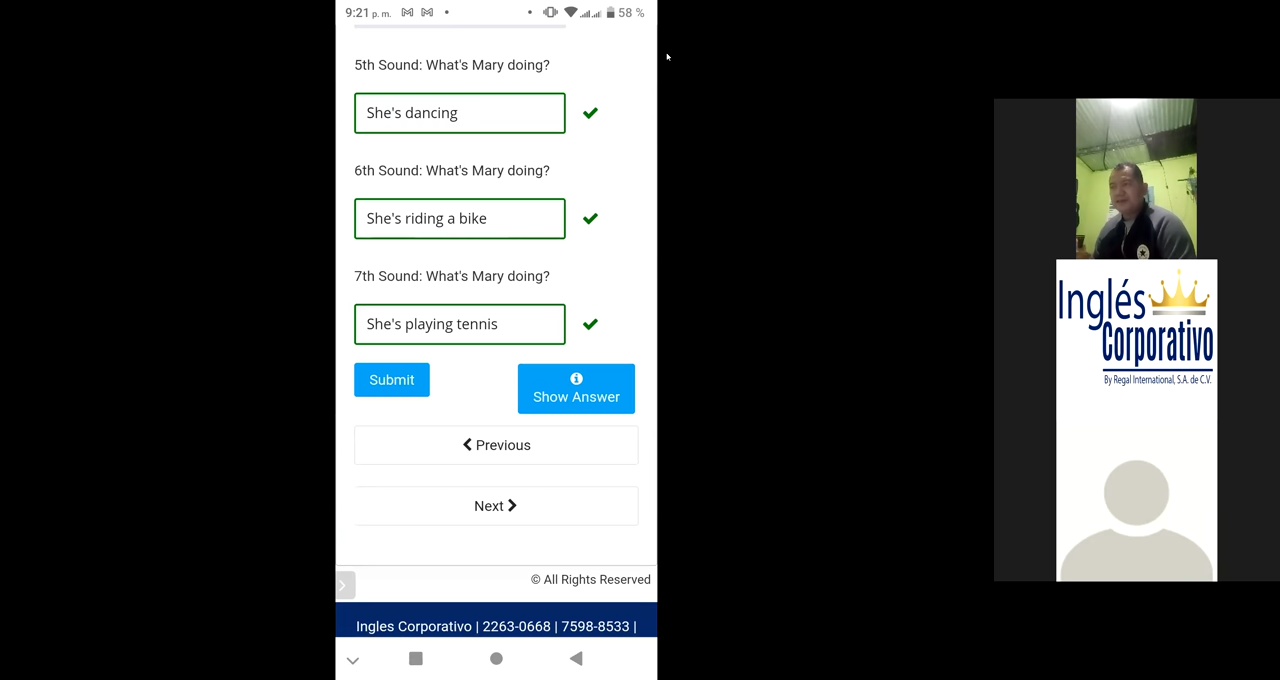 9:21 p. m.
58 %
5th Sound: What's Mary doing?
She's dancing
6th Sound: What's Mary doing?
She's riding a bike
7th Sound: What's Mary doing?
She's playing tennis
Submit
Show Answer
Previous
Next
© All Rights Reserved
Ingles Corporativo | 2263-0668 | 7598-8533 |
Inglés
Corporativo
By Regal International, S.A. de C.V.